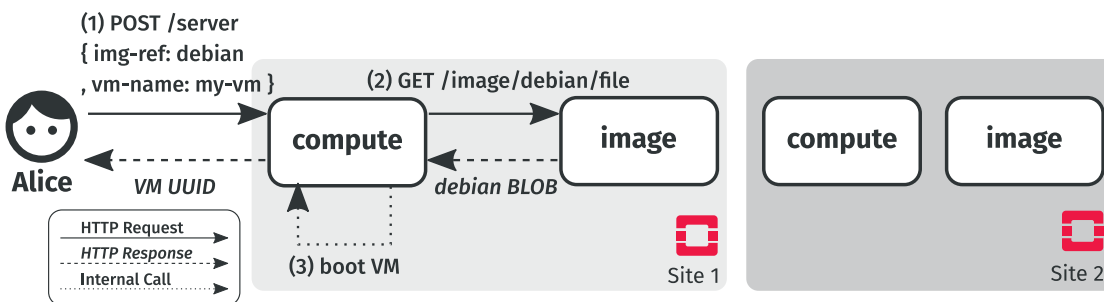 (1) POST /server
{ img-ref: debian
, vm-name: my-vm }
(2) GET /image/debian/file
compute
image
compute
image
Alice
VM UUID
debian BLOB
HTTP Request
HTTP Response
Internal Call
(3) boot VM
Site 1
Site 2